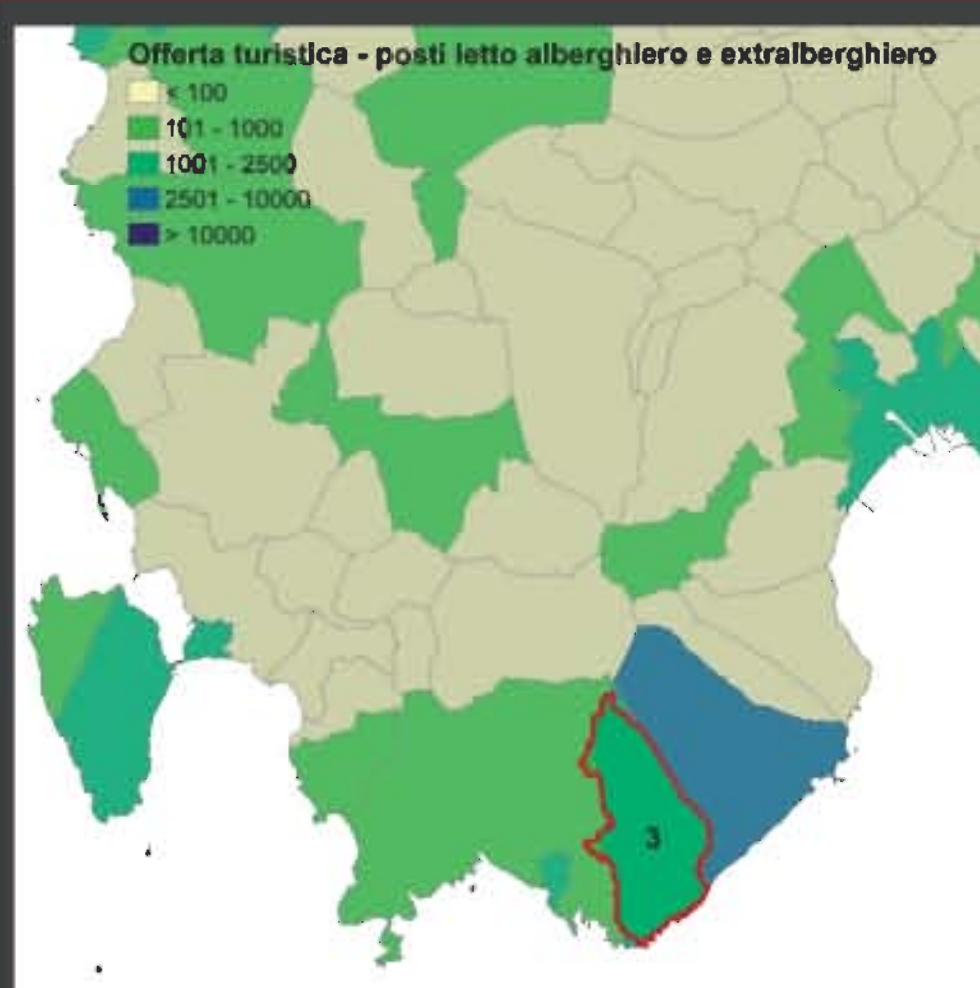 Offerta turistica - posti letto alberghiero e extralberghiero
< 100
101 - 1000
1001 - 2500
2501 - 10000
> 10000
3